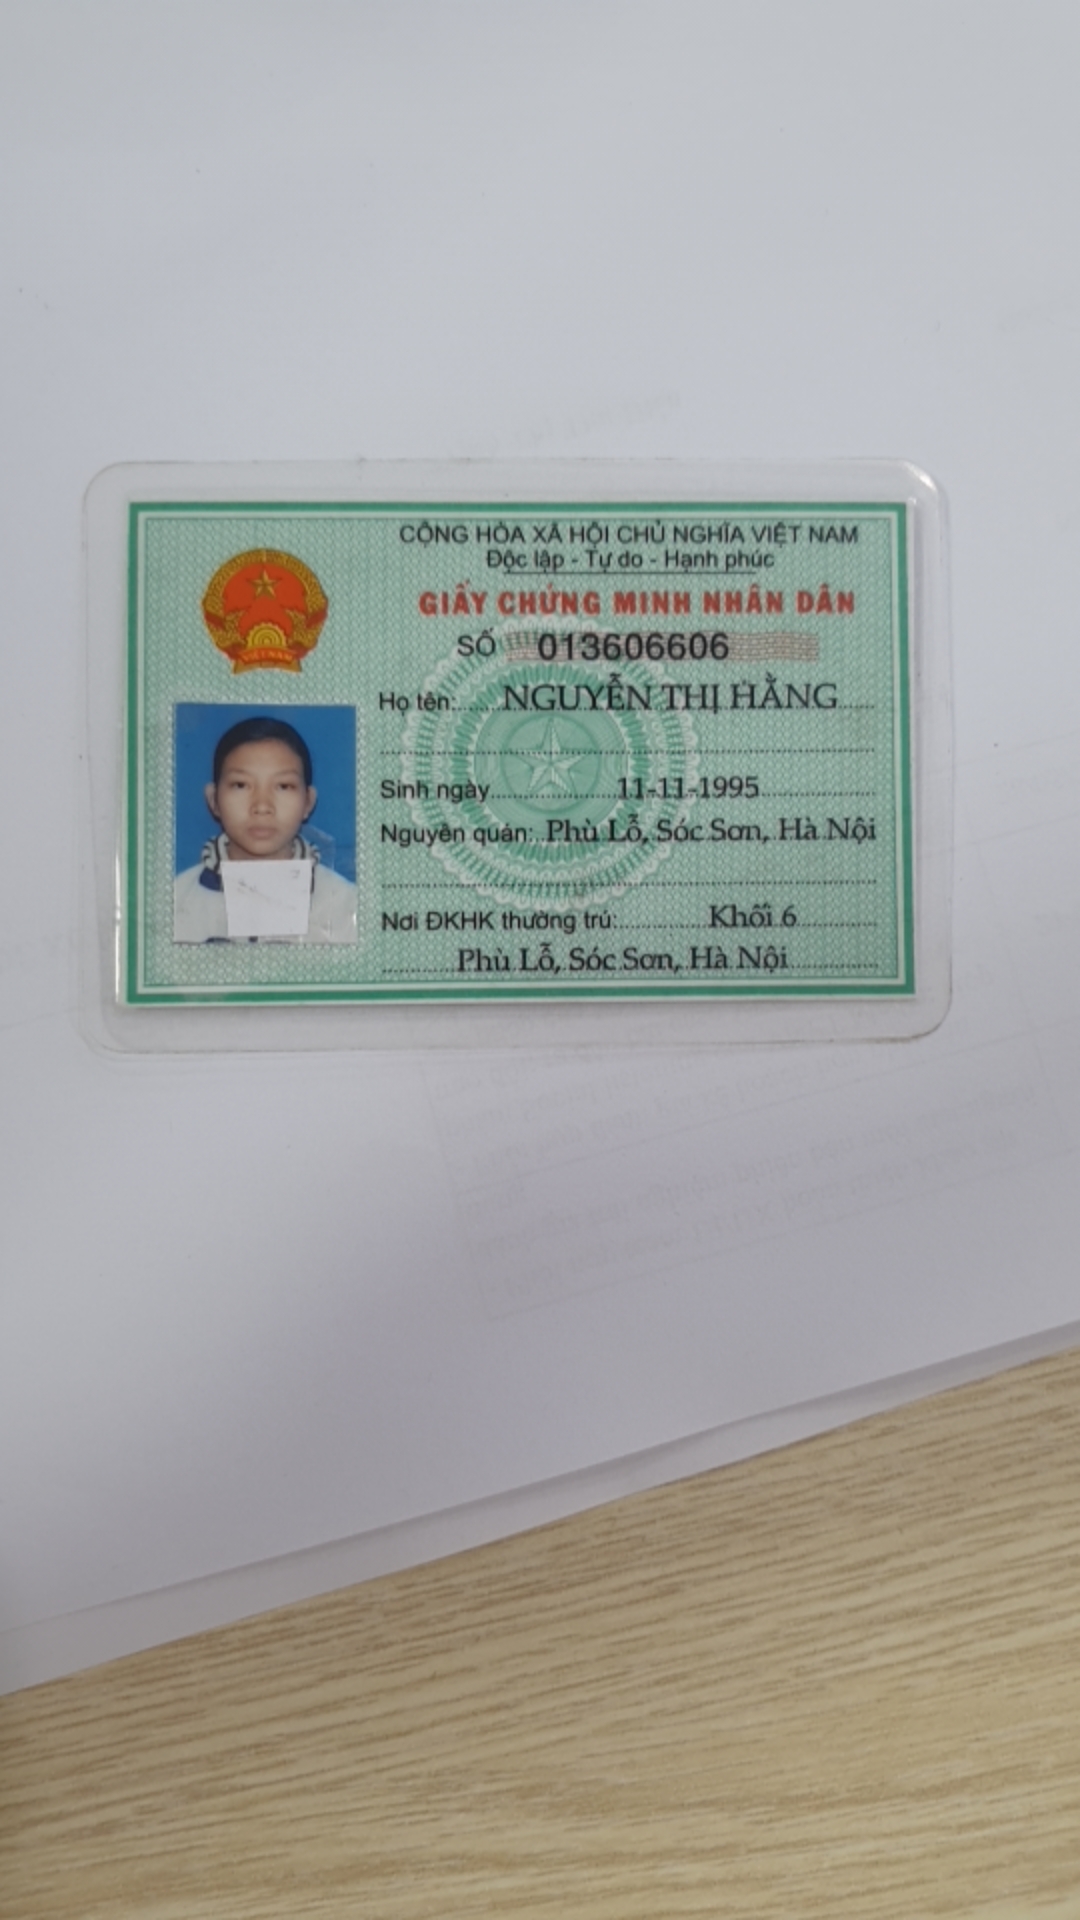 CỘNG HÒA XÃ HỘI CHỦ NGHĨA VIỆT NAM
Độc lập - Tự do - Hạnh phúc
GIẤY CHỨNG MINH NHÂN DÂN
SỐ 013606606
Họ tên: NGUYỄN THỊ HẰNG
Sinh ngày 11-11-1995
Nguyên quán: Phù Lỗ, Sóc Sơn, Hà Nội
Nơi ĐKHK thường trú: Khối 6
Phù Lỗ, Sóc Sơn, Hà Nội
VIỆT NAM